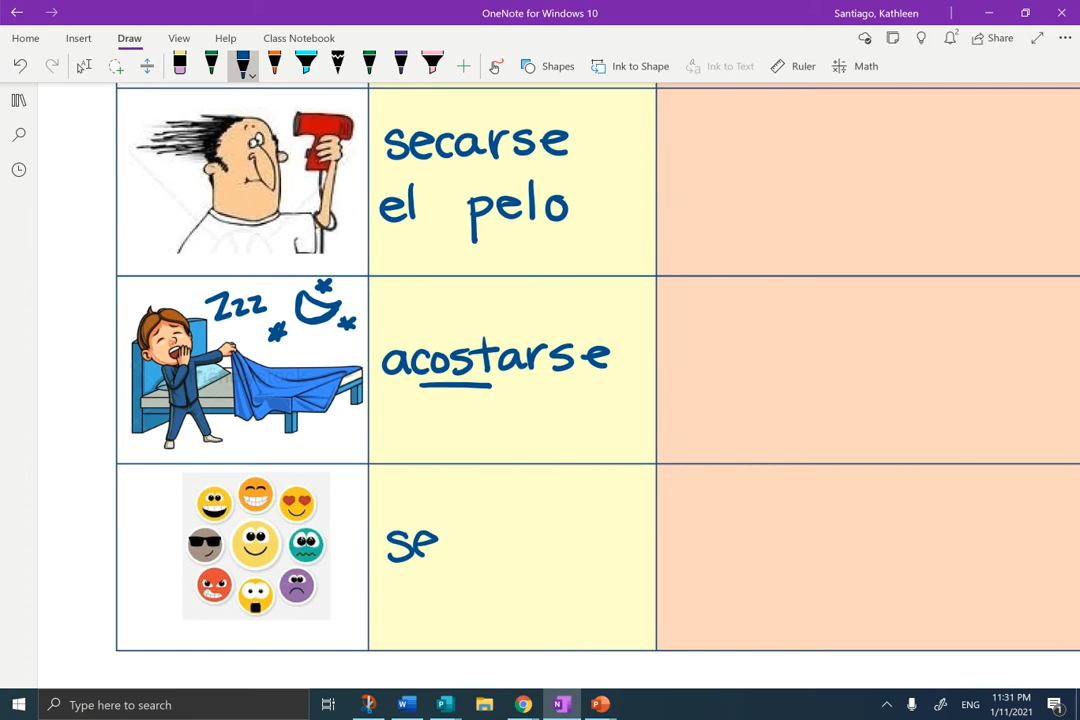 OneNote for Windows 10
Santiago, Kathleen
Home Insert Draw View Help Class Notebook
Share
Shapes Ink to Shape Ink to Text Ruler Math
secarse
el pelo
Zzz
acostarse
se
Type here to search
ENG
11:31 PM
1/11/2021